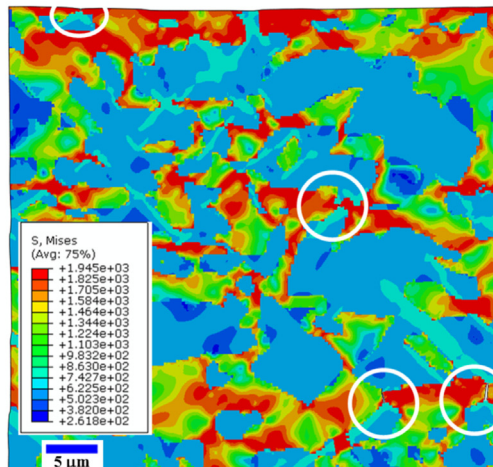 S, Mises
(Avg: 75%)
+1.945e+03
+1.825e+03
+1.705e+03
+1.584e+03
+1.464e+03
+1.344e+03
+1.224e+03
+1.103e+03
+9.832e+02
+8.630e+02
+7.427e+02
+6.225e+02
+5.023e+02
+3.820e+02
+2.618e+02
5 μm